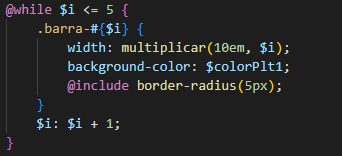 @while $i <= 5 {
    .barra-#{$i} {
        width: multiplicar(10em, $i);
        background-color: $colorPlt1;
        @include border-radius(5px);
    }
    $i: $i + 1;
}